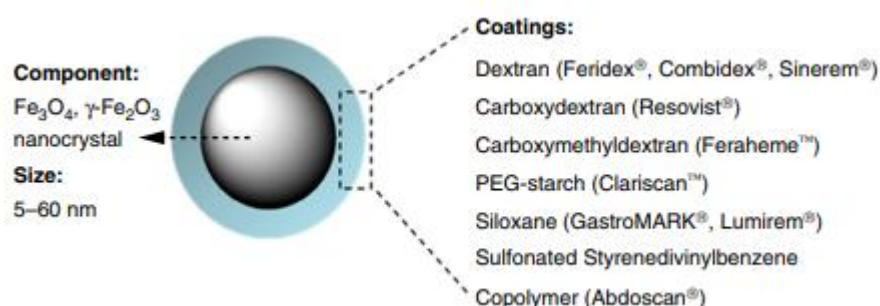 Component:
Fe₃O₄, γ-Fe₂O₃
nanocrystal
Size:
5–60 nm
Coatings:
Dextran (Feridex®, Combidex®, Sinerem®)
Carboxydextran (Resovist®)
Carboxymethyldextran (Feraheme™)
PEG-starch (Clariscan™)
Siloxane (GastroMARK®, Lumirem®)
Sulfonated Styrenedivinylbenzene
Copolymer (Abdoscan®)